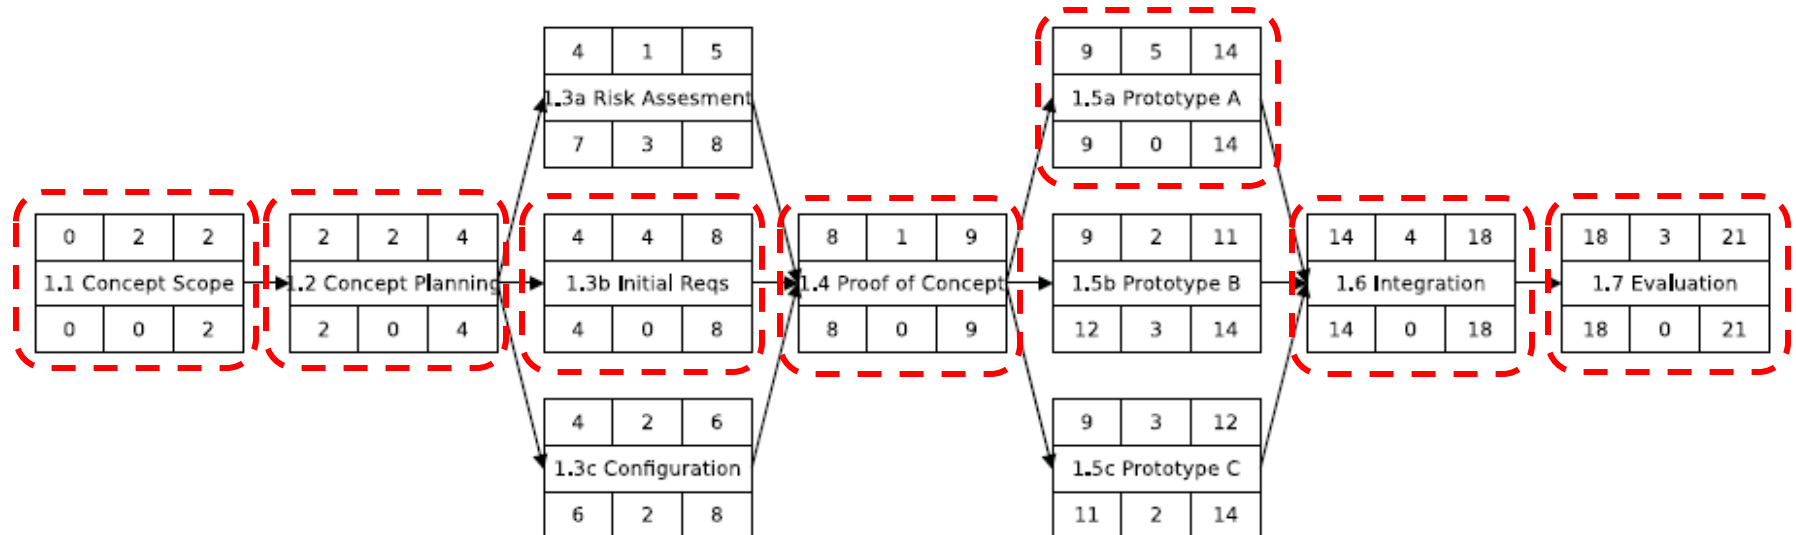 4 1 5
1.3a Risk Assesment
7 3 8
9 5 14
1.5a Prototype A
9 0 14
0 2 2
1.1 Concept Scope
0 0 2
2 2 4
1.2 Concept Planning
2 0 4
4 4 8
1.3b Initial Reqs
4 0 8
8 1 9
1.4 Proof of Concept
8 0 9
9 2 11
1.5b Prototype B
12 3 14
14 4 18
1.6 Integration
14 0 18
18 3 21
1.7 Evaluation
18 0 21
4 2 6
1.3c Configuration
6 2 8
9 3 12
1.5c Prototype C
11 2 14